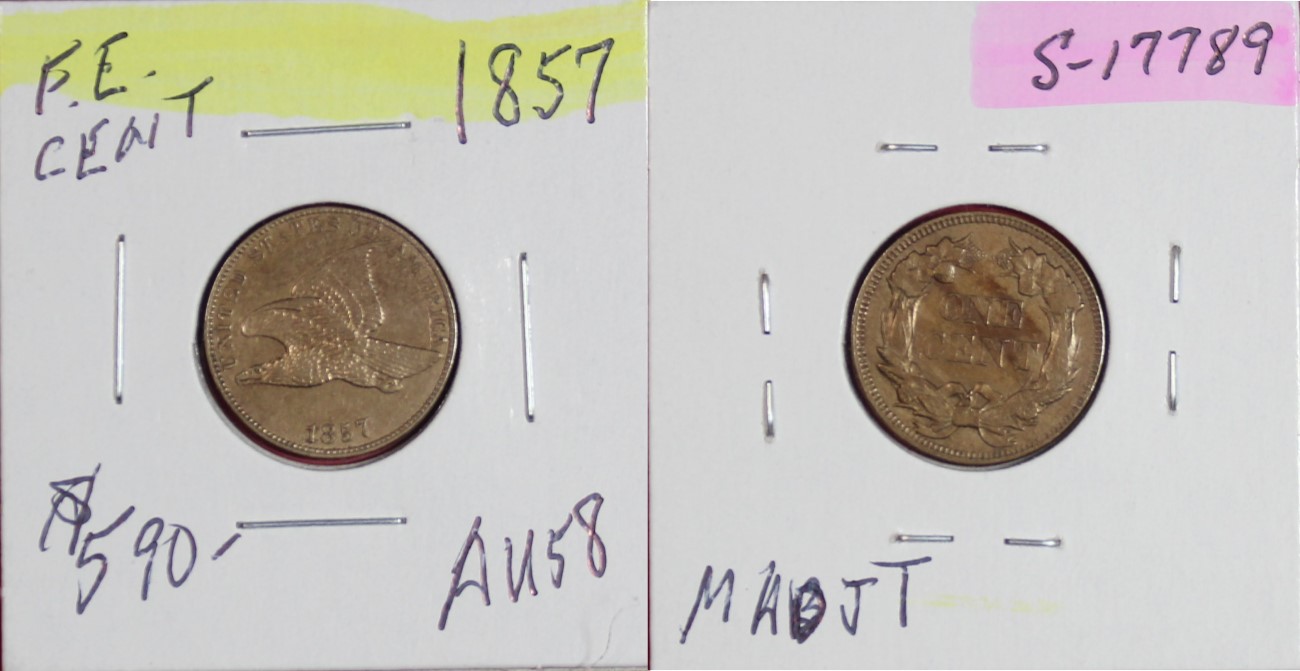 F.E.
CENT
1857
UNITED STATES OF AMERICA
1857
$590-
AU58
S-17789
ONE
CENT